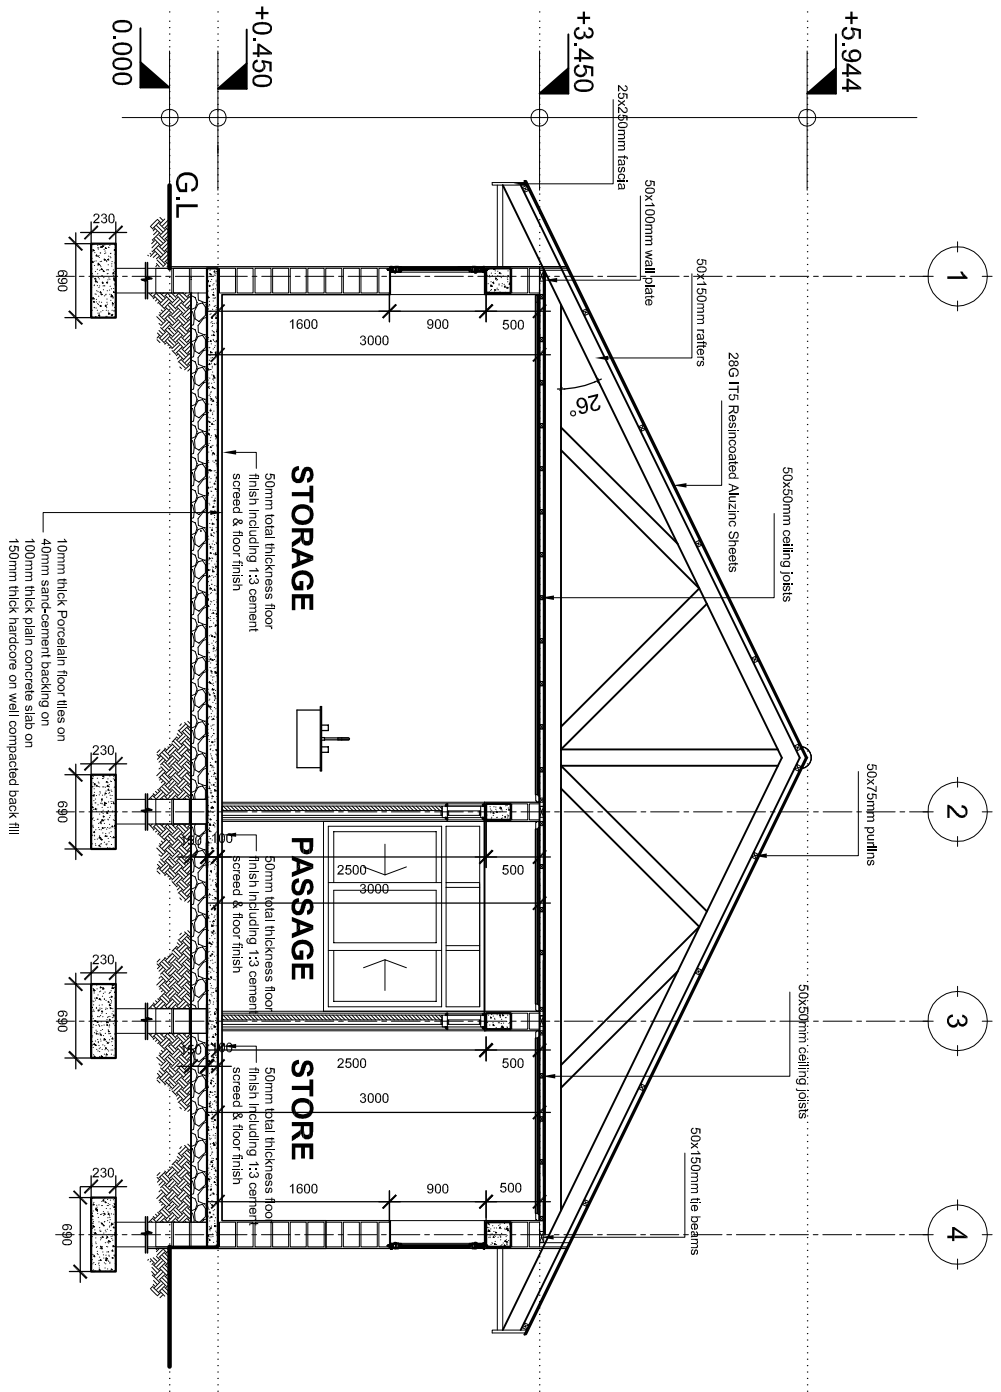 1
2
3
4
+5.944
+3.450
+0.450
0.000
G.L
25x250mm fascia
50x100mm wall plate
50x150mm rafters
28G IT5 Resincoated Aluzinc Sheets
50x50mm ceiling joists
50x75mm purlins
50x50mm ceiling joists
50x150mm tie beams
26°
500
900
1600
3000
500
2500
3000
500
2500
3000
500
900
1600
3000
STORAGE
PASSAGE
STORE
50mm total thickness floor
finish including 1:3 cement
screed & floor finish
50mm total thickness floor
finish including 1:3 cement
screed & floor finish
50mm total thickness floor
finish including 1:3 cement
screed & floor finish
100
150
100
150
230
690
230
690
230
690
230
690
10mm thick Porcelain floor tiles on
40mm sand-cement backing on
100mm thick plain concrete slab on
150mm thick hardcore on well compacted back fill